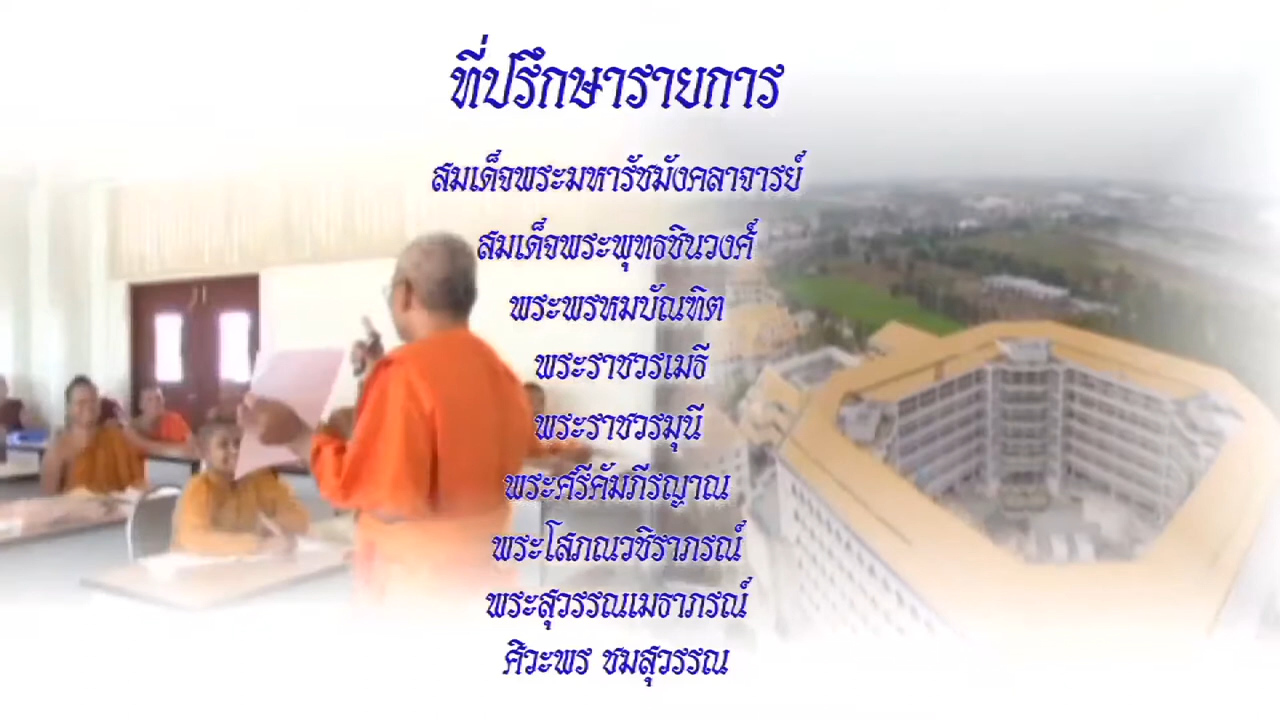 ที่ปรึกษารายการ
สมเด็จพระมหารัชมังคลาจารย์
สมเด็จพระพุทธชินวงศ์
พระพรหมบัณฑิต
พระราชวรเมธี
พระราชวรมุนี
พระศรีคัมภีรญาณ
พระโสภณวชิราภรณ์
พระสุวรรณเมธาภรณ์
ศิวะพร ชมสุวรรณ